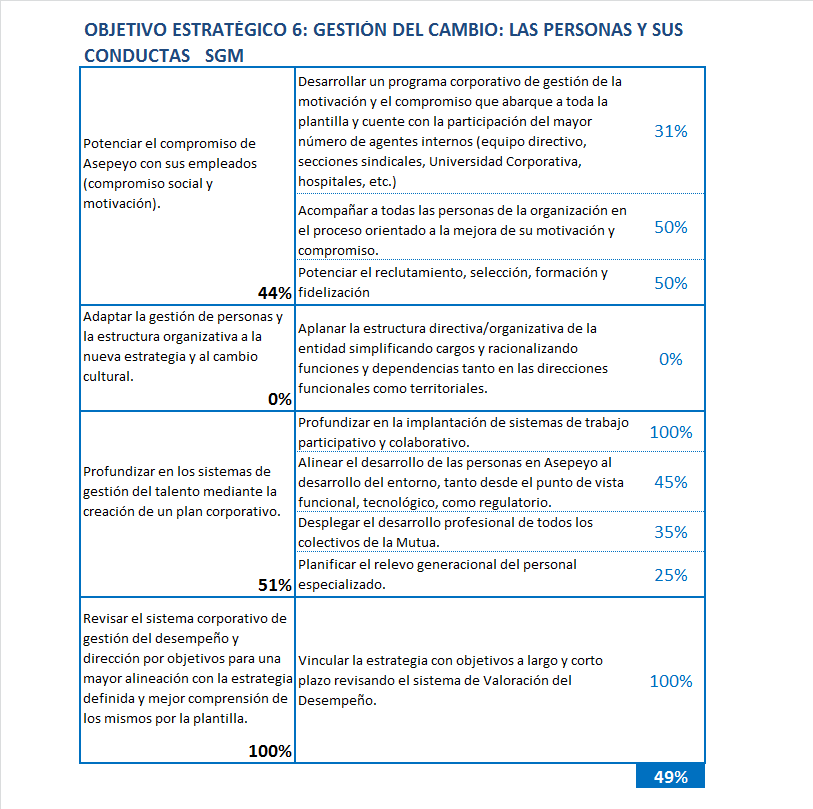 OBJETIVO ESTRATÉGICO 6: GESTIÓN DEL CAMBIO: LAS PERSONAS Y SUS
CONDUCTAS SGM
Potenciar el compromiso de
Asepeyo con sus empleados
(compromiso social y
motivación).
44%
Desarrollar un programa corporativo de gestión de la
motivación y el compromiso que abarque a toda la
plantilla y cuente con la participación del mayor
número de agentes internos (equipo directivo,
secciones sindicales, Universidad Corporativa,
hospitales, etc.)
31%
Acompañar a todas las personas de la organización en
el proceso orientado a la mejora de su motivación y
compromiso.
50%
Potenciar el reclutamiento, selección, formación y
fidelización
50%
Adaptar la gestión de personas y
la estructura organizativa a la
nueva estrategia y al cambio
cultural.
0%
Aplanar la estructura directiva/organizativa de la
entidad simplificando cargos y racionalizando
funciones y dependencias tanto en las direcciones
funcionales como territoriales.
0%
Profundizar en los sistemas de
gestión del talento mediante la
creación de un plan corporativo.
51%
Profundizar en la implantación de sistemas de trabajo
participativo y colaborativo.
100%
Alinear el desarrollo de las personas en Asepeyo al
desarrollo del entorno, tanto desde el punto de vista
funcional, tecnológico, como regulatorio.
45%
Desplegar el desarrollo profesional de todos los
colectivos de la Mutua.
35%
Planificar el relevo generacional del personal
especializado.
25%
Revisar el sistema corporativo de
gestión del desempeño y
dirección por objetivos para una
mayor alineación con la estrategia
definida y mejor comprensión de
los mismos por la plantilla.
100%
Vincular la estrategia con objetivos a largo y corto
plazo revisando el sistema de Valoración del
Desempeño.
100%
49%